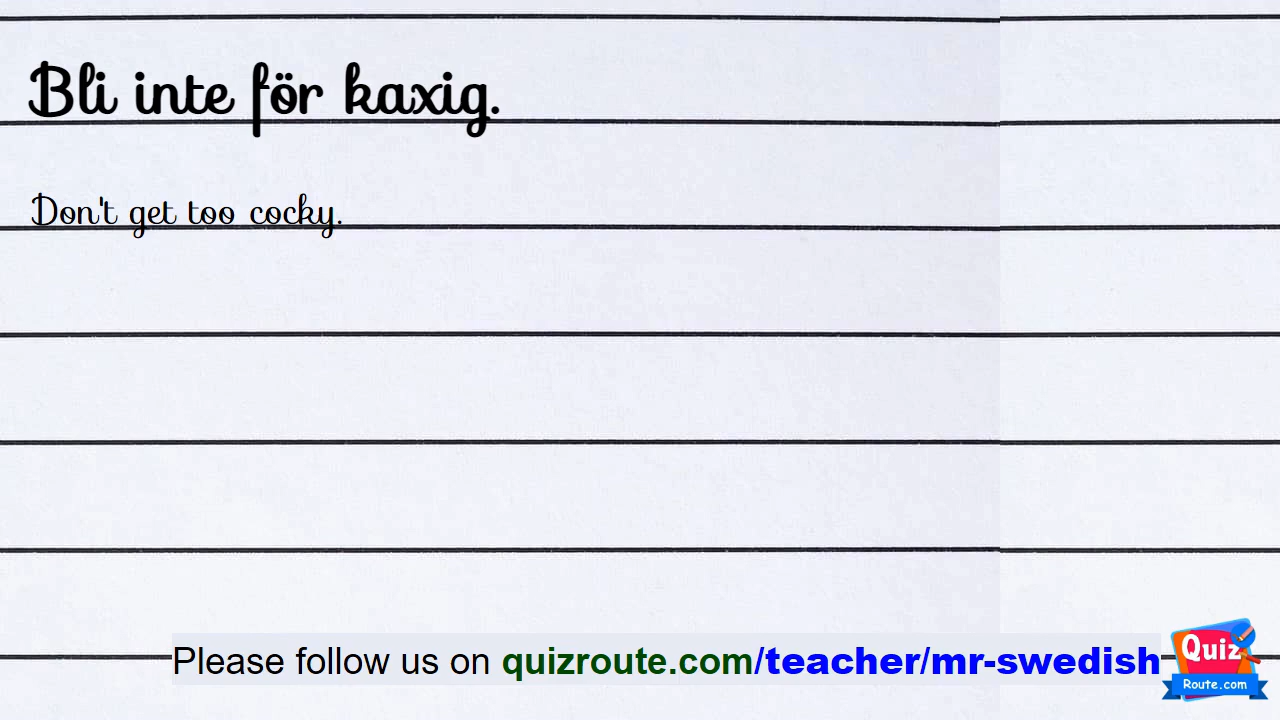 Bli inte för kaxig.
Don't get too cocky.
Please follow us on quizroute.com/teacher/mr-swedish
Quiz
Route.com